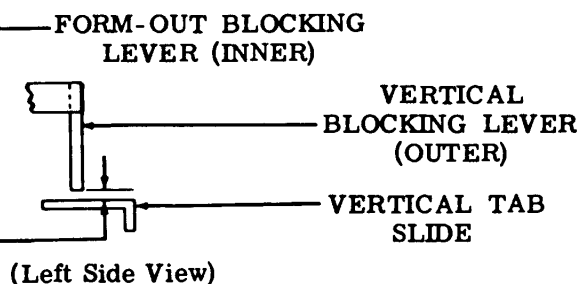 FORM-OUT BLOCKING
LEVER (INNER)
VERTICAL
BLOCKING LEVER
(OUTER)
VERTICAL TAB
SLIDE
(Left Side View)